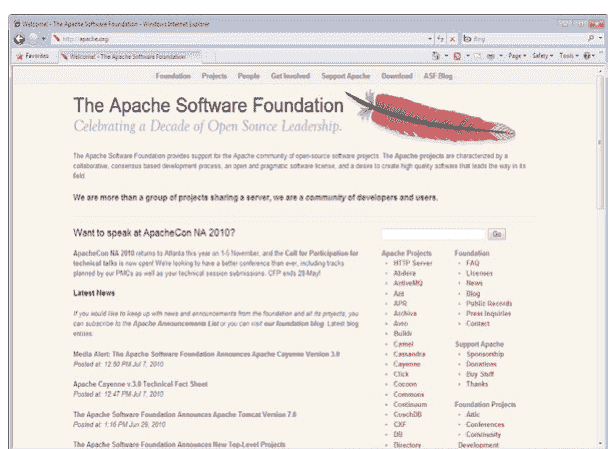 Welcome! - The Apache Software Foundation - Windows Internet Explorer
http://apache.org/
Bing
Favorites
Welcome! - The Apache Software Foundation
Page
Safety
Tools
Foundation Projects People Get Involved Support Apache Download ASF Blog
The Apache Software Foundation
Celebrating a Decade of Open Source Leadership.
The Apache Software Foundation provides support for the Apache community of open-source software projects. The Apache projects are characterized by a
collaborative, consensus based development process, an open and pragmatic software license, and a desire to create high quality software that leads the way in its
field.
We are more than a group of projects sharing a server, we are a community of developers and users.
Want to speak at ApacheCon NA 2010?
ApacheCon NA 2010 returns to Atlanta this year on 1-5 November, and the Call for Participation for
technical talks is now open! We're looking to have a better conference than ever, including tracks
planned by our PMCs as well as your technical session submissions. CFP ends 28-May!
Latest News
If you would like to keep up with news and announcements from the foundation and all its projects, you
can subscribe to the Apache Announcements List or you can visit our foundation blog. Latest blog
entries:
Media Alert: The Apache Software Foundation Announces Apache Cayenne Version 3.0
Posted at: 12:50 PM Jul 7, 2010
Apache Cayenne v.3.0 Technical Fact Sheet
Posted at: 12:47 PM Jul 7, 2010
The Apache Software Foundation Announces Apache Tomcat Version 7.0
Posted at: 1:16 PM Jun 29, 2010
The Apache Software Foundation Announces New Top-Level Projects
Go
Apache Projects
HTTP Server
Abdera
ActiveMQ
Ant
APR
Archiva
Avro
Buildr
Camel
Cassandra
Cayenne
Click
Cocoon
Commons
Continuum
CouchDB
CXF
DB
Directory
Foundation
FAQ
Licenses
News
Blog
Public Records
Press Inquiries
Contact
Support Apache
Sponsorship
Donations
Buy Stuff
Thanks
Foundation Projects
Attic
Conferences
Community
Development